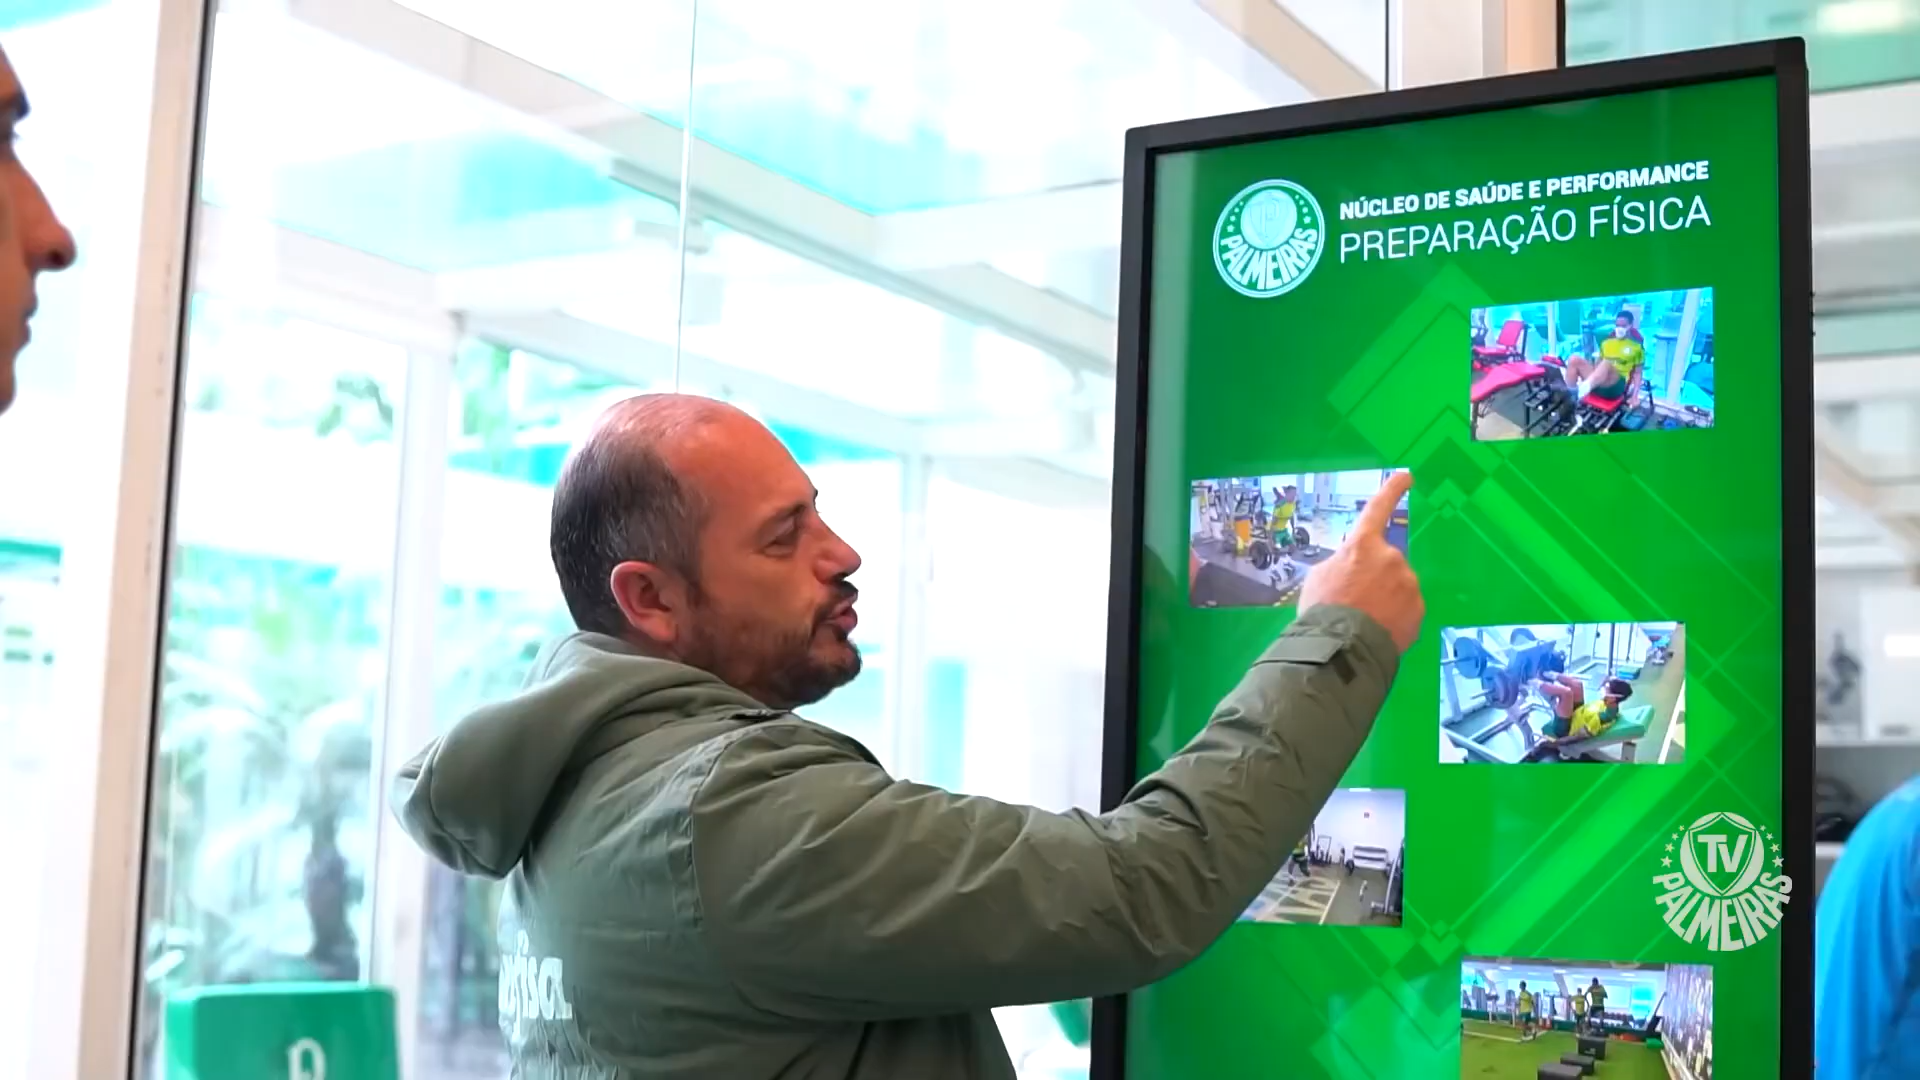 NÚCLEO DE SAÚDE E PERFORMANCE
PREPARAÇÃO FÍSICA
PALMEIRAS
TV
PALMEIRAS